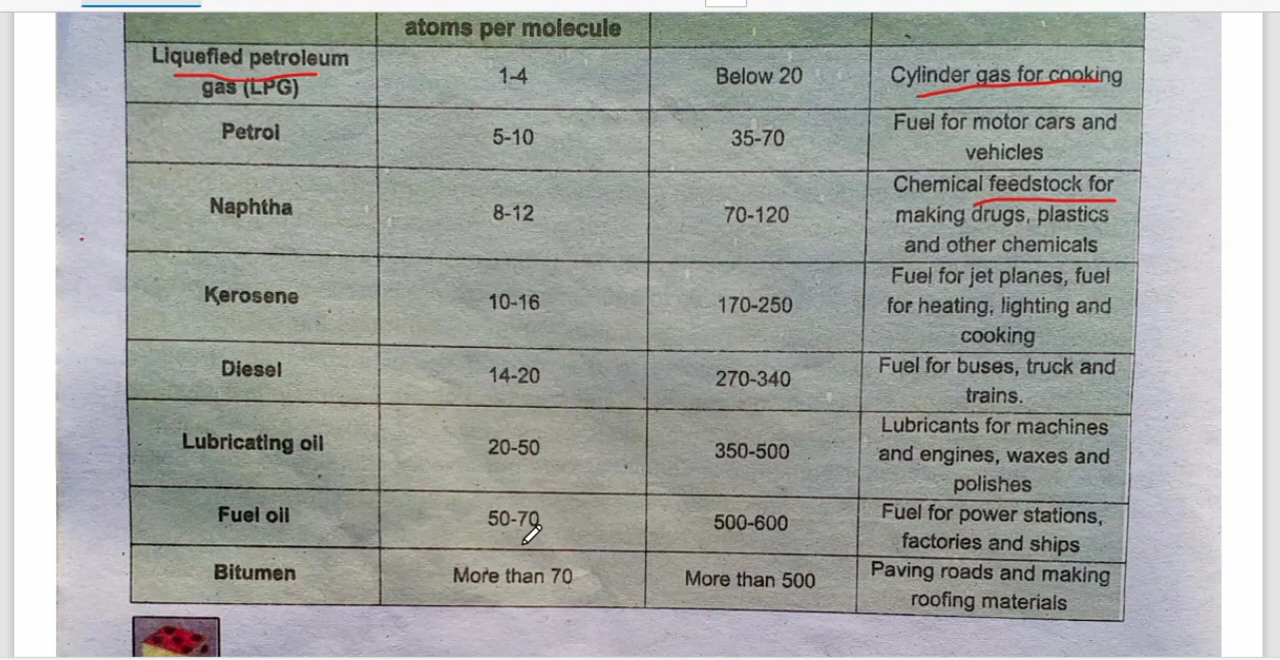 atoms per molecule
Liquefied petroleum
gas (LPG)
1-4
Below 20
Cylinder gas for cooking
Petrol
5-10
35-70
Fuel for motor cars and
vehicles
Naphtha
8-12
70-120
Chemical feedstock for
making drugs, plastics
and other chemicals
Kerosene
10-16
170-250
Fuel for jet planes, fuel
for heating, lighting and
cooking
Diesel
14-20
270-340
Fuel for buses, truck and
trains.
Lubricating oil
20-50
350-500
Lubricants for machines
and engines, waxes and
polishes
Fuel oil
50-70
500-600
Fuel for power stations,
factories and ships
Bitumen
More than 70
More than 500
Paving roads and making
roofing materials